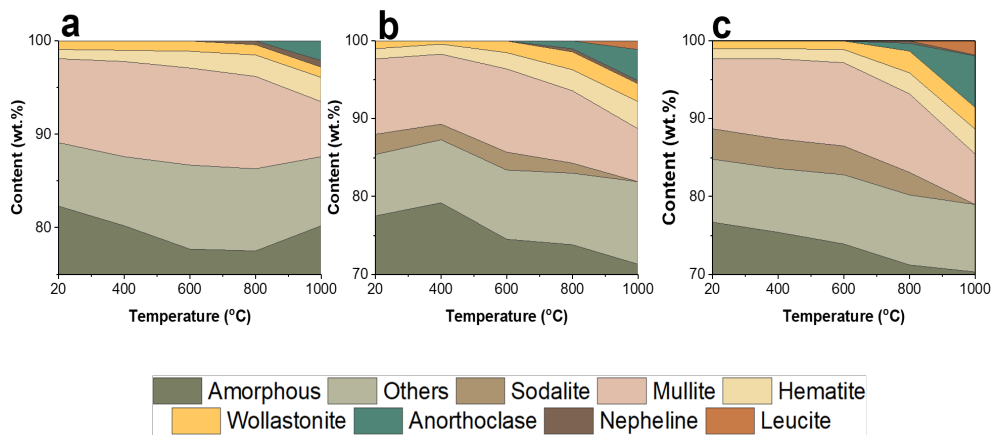 a
b
c
100
90
80
20
400
600
800
1000
Content (wt.%)
Temperature (°C)
100
90
80
70
20
400
600
800
1000
Content (wt.%)
Temperature (°C)
100
90
80
70
20
400
600
800
1000
Content (wt.%)
Temperature (°C)
Amorphous Others Sodalite Mullite Hematite
Wollastonite Anorthoclase Nepheline Leucite